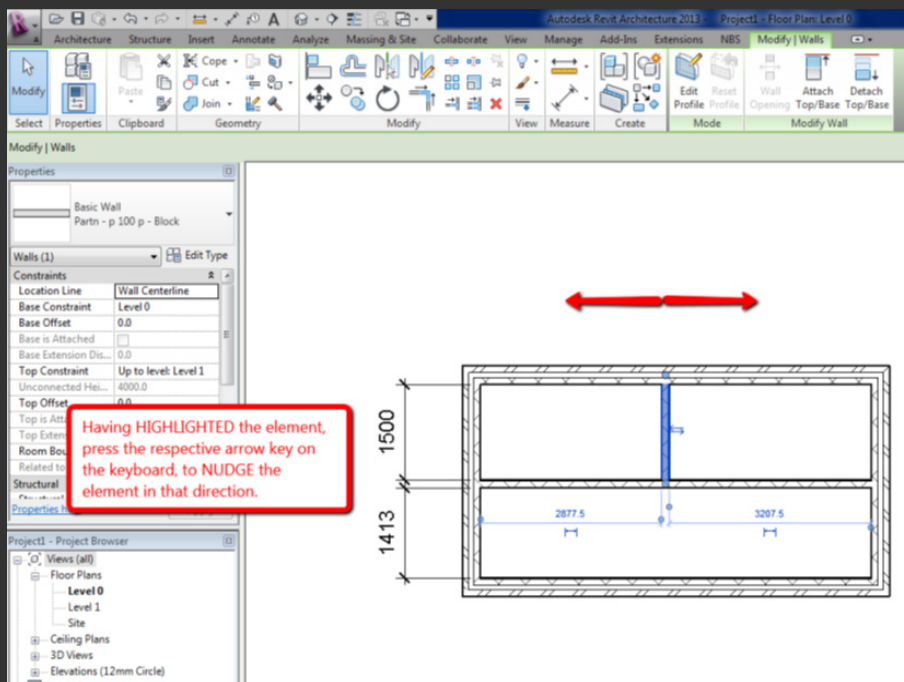 Autodesk Revit Architecture 2013 - Project1 - Floor Plan: Level 0
Architecture Structure Insert Annotate Analyze Massing & Site Collaborate View Manage Add-Ins Extensions NBS Modify | Walls
Modify
Paste
Cope
Cut
Join
Edit Profile
Reset Profile
Wall Opening
Attach Top/Base
Detach Top/Base
Select Properties Clipboard Geometry Modify View Measure Create Mode Modify Wall
Modify | Walls
Properties
Basic Wall
Partn - p 100 p - Block
Walls (1) Edit Type
Constraints
Location Line Wall Centerline
Base Constraint Level 0
Base Offset 0.0
Base is Attached
Base Extension Dis... 0.0
Top Constraint Up to level: Level 1
Unconnected Hei... 4000.0
Top Offset 0.0
Top is Atta
Top Exten
Room Bou
Related to
Structural
Properties h
Having HIGHLIGHTED the element,
press the respective arrow key on
the keyboard, to NUDGE the
element in that direction.
1500
1413
2877.5
3207.5
Project1 - Project Browser
Views (all)
Floor Plans
Level 0
Level 1
Site
Ceiling Plans
3D Views
Elevations (12mm Circle)